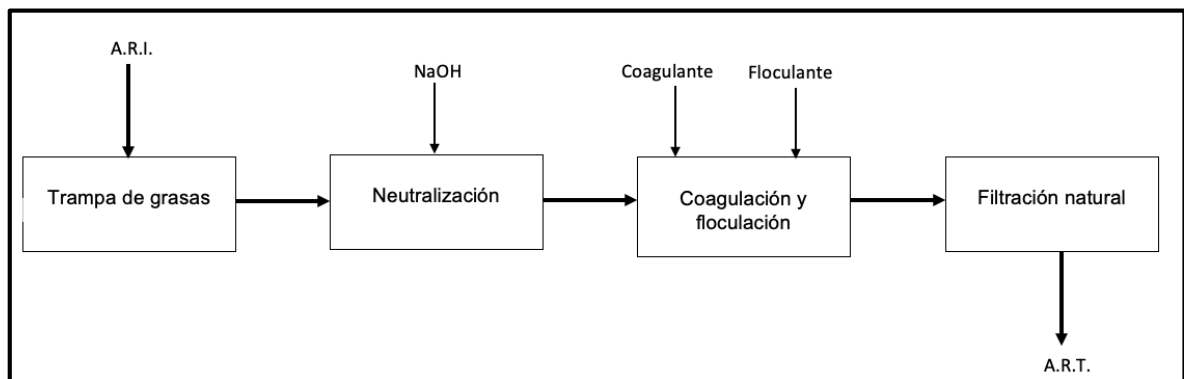 A.R.I.
NaOH
Coagulante
Floculante
Trampa de grasas
Neutralización
Coagulación y
floculación
Filtración natural
A.R.T.